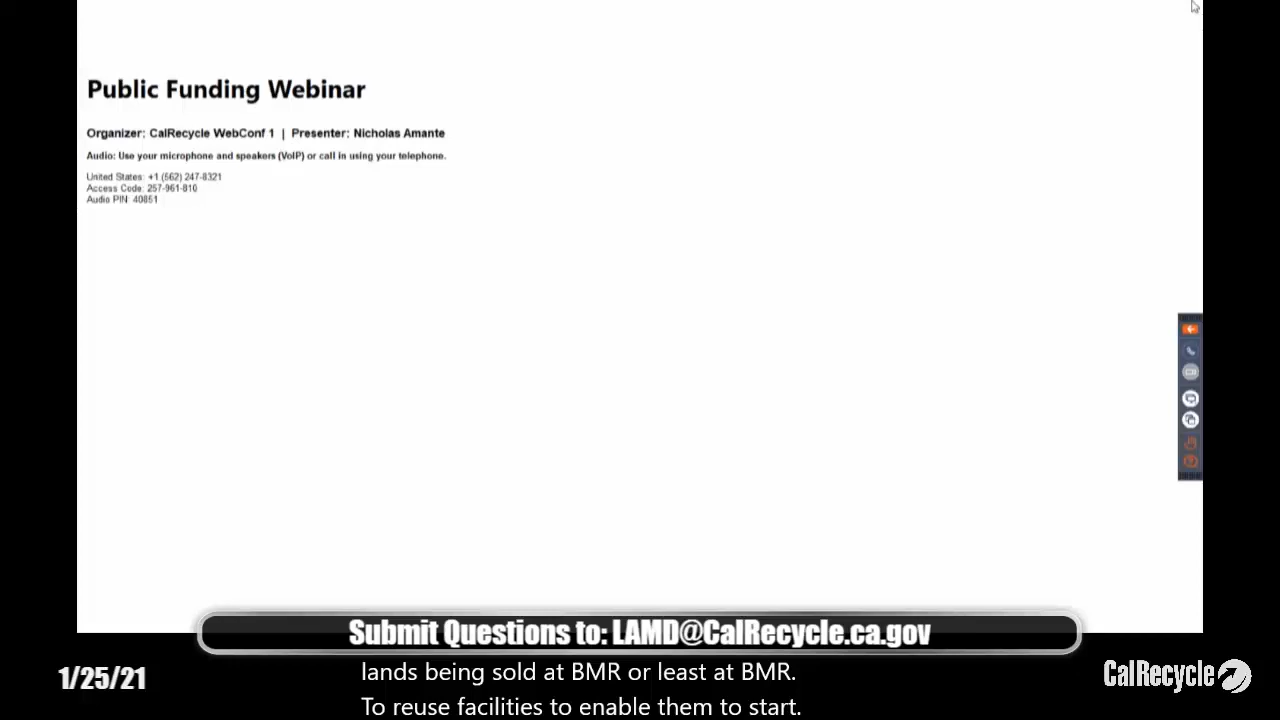 Public Funding Webinar
Organizer: CalRecycle WebConf 1 | Presenter: Nicholas Amante
Audio: Use your microphone and speakers (VoIP) or call in using your telephone.
United States: +1 (562) 247-8321
Access Code: 257-961-810
Audio PIN: 40851
Submit Questions to: LAMD@CalRecycle.ca.gov
lands being sold at BMR or least at BMR.
To reuse facilities to enable them to start.
1/25/21
CalRecycle